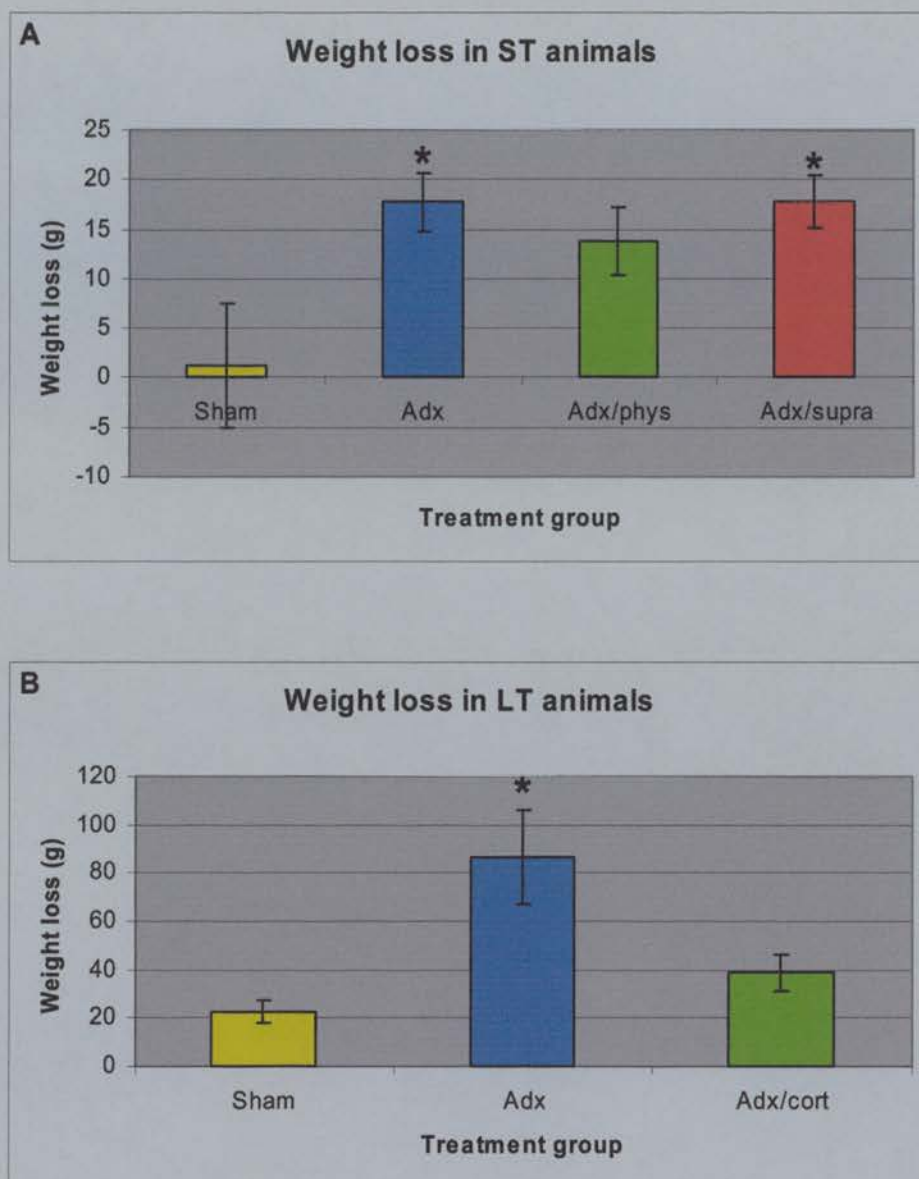 A
Weight loss in ST animals
Weight loss (g)
25
20
15
10
5
0
-5
-10
*
*
Sham Adx Adx/phys Adx/supra
Treatment group
B
Weight loss in LT animals
Weight loss (g)
120
100
80
60
40
20
0
*
Sham Adx Adx/cort
Treatment group